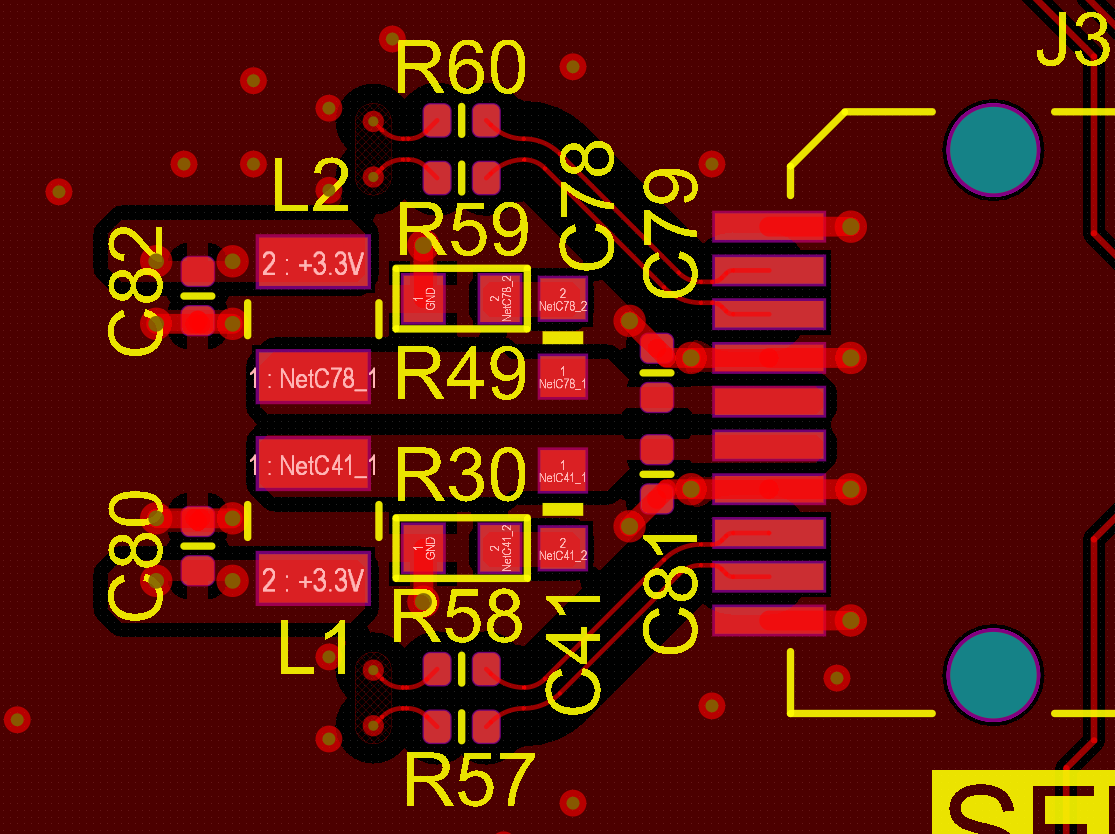 J3
R60
L2
C78
C79
R59
C82
2 : +3.3V
1
GND
2
NetC78_2
2
NetC78_2
1 : NetC78_1
R49
1
NetC78_1
1 : NetC41_1
R30
1
NetC41_1
C80
1
GND
2
NetC41_2
2
NetC41_2
C81
2 : +3.3V
R58
C41
L1
R57